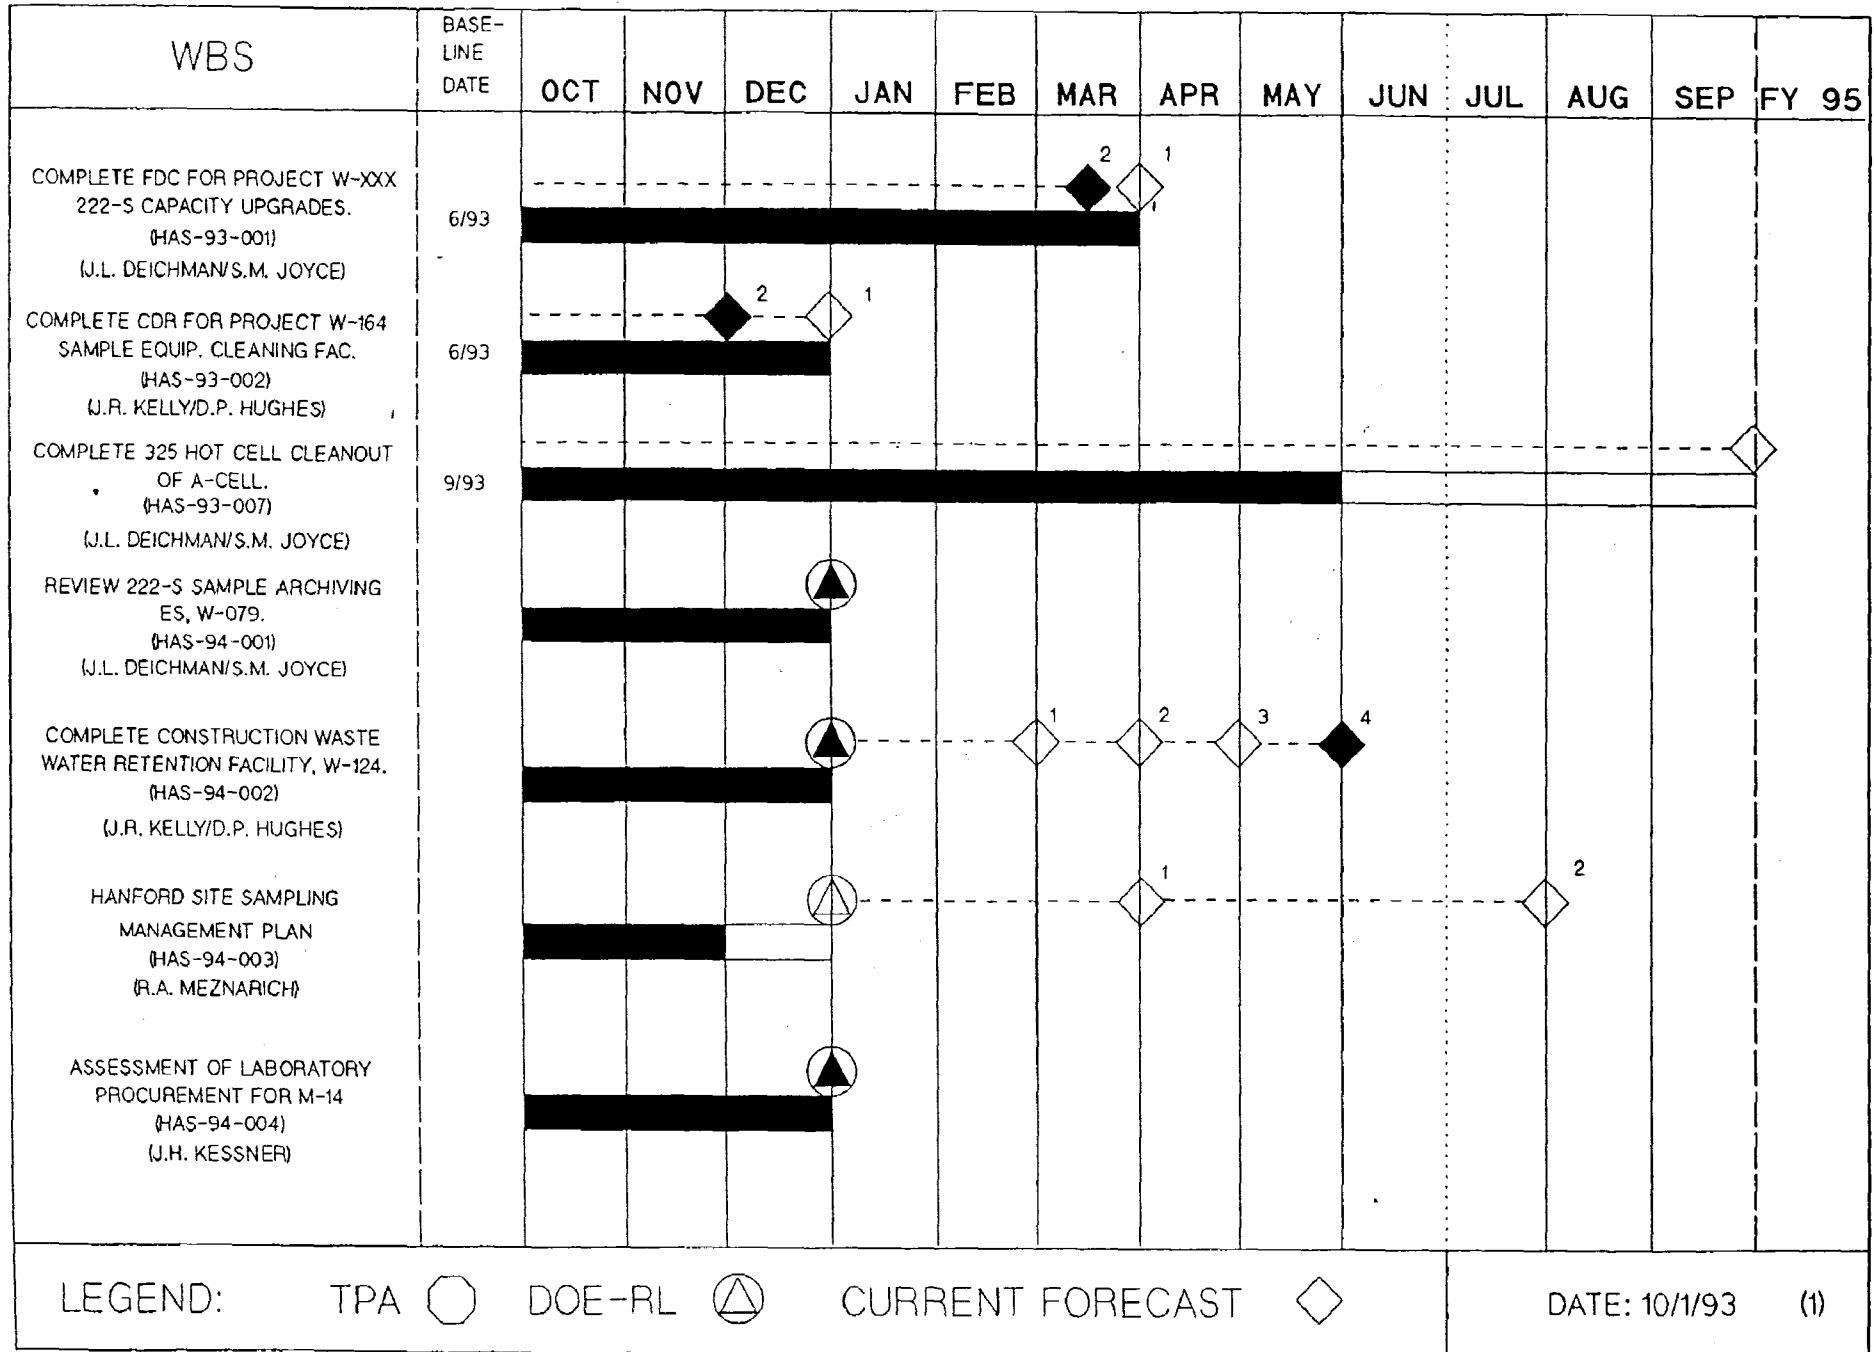 WBS
BASE-
LINE
DATE
OCT NOV DEC JAN FEB MAR APR MAY JUN JUL AUG SEP FY 95
COMPLETE FDC FOR PROJECT W-XXX
222-S CAPACITY UPGRADES.
(HAS-93-001)
(J.L. DEICHMAN/S.M. JOYCE)
6/93
2 1
COMPLETE CDR FOR PROJECT W-164
SAMPLE EQUIP. CLEANING FAC.
(HAS-93-002)
(J.R. KELLY/D.P. HUGHES)
6/93
2 1
COMPLETE 325 HOT CELL CLEANOUT
OF A-CELL.
(HAS-93-007)
(J.L. DEICHMAN/S.M. JOYCE)
9/93
REVIEW 222-S SAMPLE ARCHIVING
ES, W-079.
(HAS-94-001)
(J.L. DEICHMAN/S.M. JOYCE)
COMPLETE CONSTRUCTION WASTE
WATER RETENTION FACILITY, W-124.
(HAS-94-002)
(J.R. KELLY/D.P. HUGHES)
1 2 3 4
HANFORD SITE SAMPLING
MANAGEMENT PLAN
(HAS-94-003)
(R.A. MEZNARICH)
1 2
ASSESSMENT OF LABORATORY
PROCUREMENT FOR M-14
(HAS-94-004)
(J.H. KESSNER)
LEGEND: TPA DOE-RL CURRENT FORECAST
DATE: 10/1/93 (1)